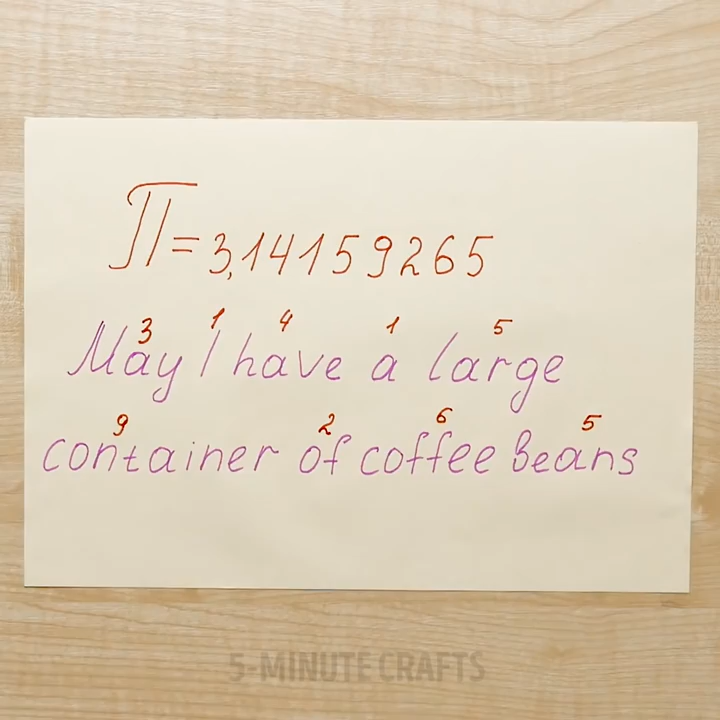 π=3,14159265
3 1 4 1 5
May I have a large
9 2 6 5
container of coffee beans
5-MINUTE CRAFTS